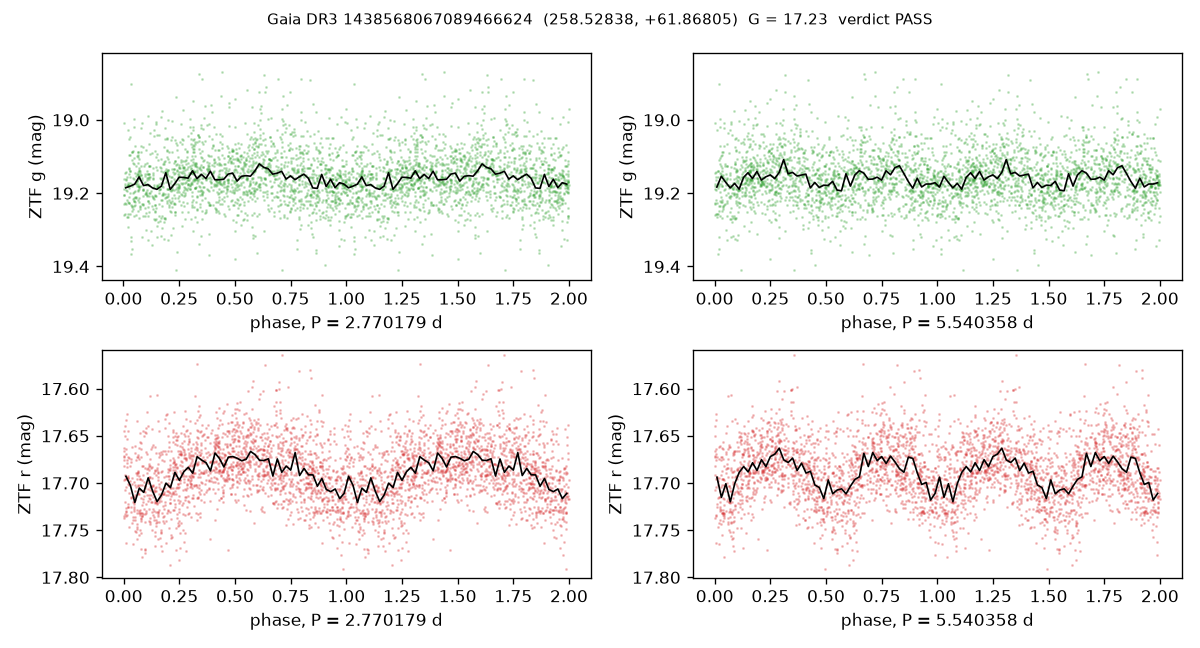 Gaia DR3 1438568067089466624 (258.52838, +61.86805) G = 17.23 verdict PASS
ZTF g (mag)
19.0
19.2
19.4
0.00 0.25 0.50 0.75 1.00 1.25 1.50 1.75 2.00
phase, P = 2.770179 d
ZTF g (mag)
19.0
19.2
19.4
0.00 0.25 0.50 0.75 1.00 1.25 1.50 1.75 2.00
phase, P = 5.540358 d
ZTF r (mag)
17.60
17.65
17.70
17.75
17.80
0.00 0.25 0.50 0.75 1.00 1.25 1.50 1.75 2.00
phase, P = 2.770179 d
ZTF r (mag)
17.60
17.65
17.70
17.75
17.80
0.00 0.25 0.50 0.75 1.00 1.25 1.50 1.75 2.00
phase, P = 5.540358 d